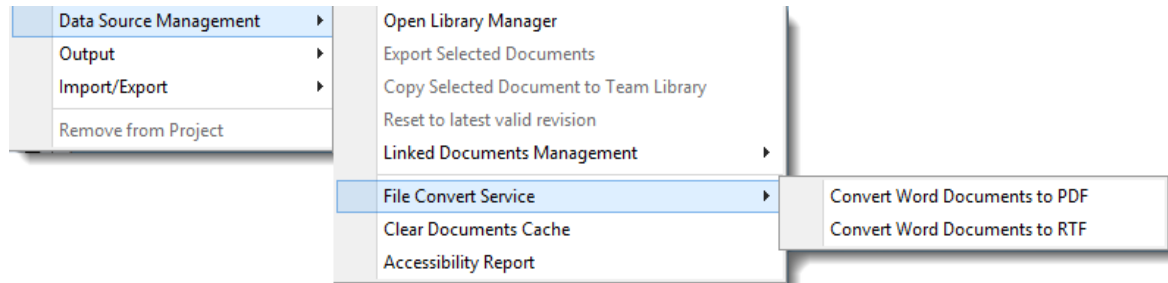 Data Source Management
Output
Import/Export
Remove from Project
Open Library Manager
Export Selected Documents
Copy Selected Document to Team Library
Reset to latest valid revision
Linked Documents Management
File Convert Service
Clear Documents Cache
Accessibility Report
Convert Word Documents to PDF
Convert Word Documents to RTF